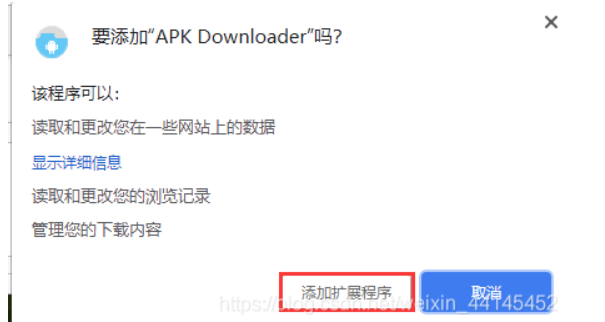 要添加“APK Downloader”吗?
该程序可以:
读取和更改您在一些网站上的数据
显示详细信息
读取和更改您的浏览记录
管理您的下载内容
添加扩展程序
取消
https://blog.csdn.net/weixin_44145452